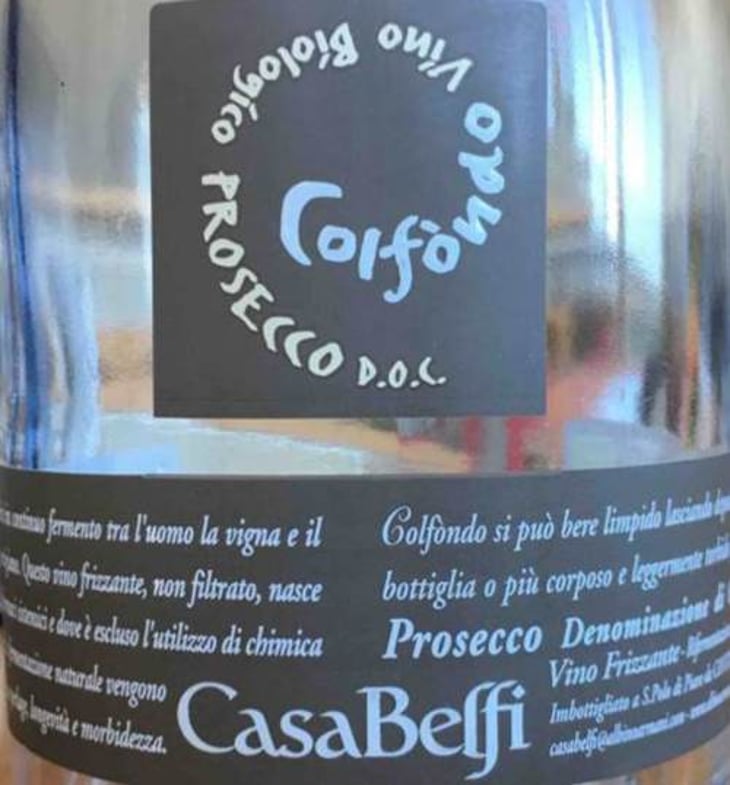 Colfòndo Vino Biologico
PROSECCO D.O.C.
fermento tra l'uomo la vigna e il
Questo vino frizzante, non filtrato, nasce
e dove è escluso l'utilizzo di chimica
naturale vengono
longevità e morbidezza.
Colfòndo si può bere limpido lasciando
bottiglia o più corposo e leggermente
Prosecco Denominazione di
Vino Frizzante -
Imbottigliato a S.Polo di Piave
CasaBelfi